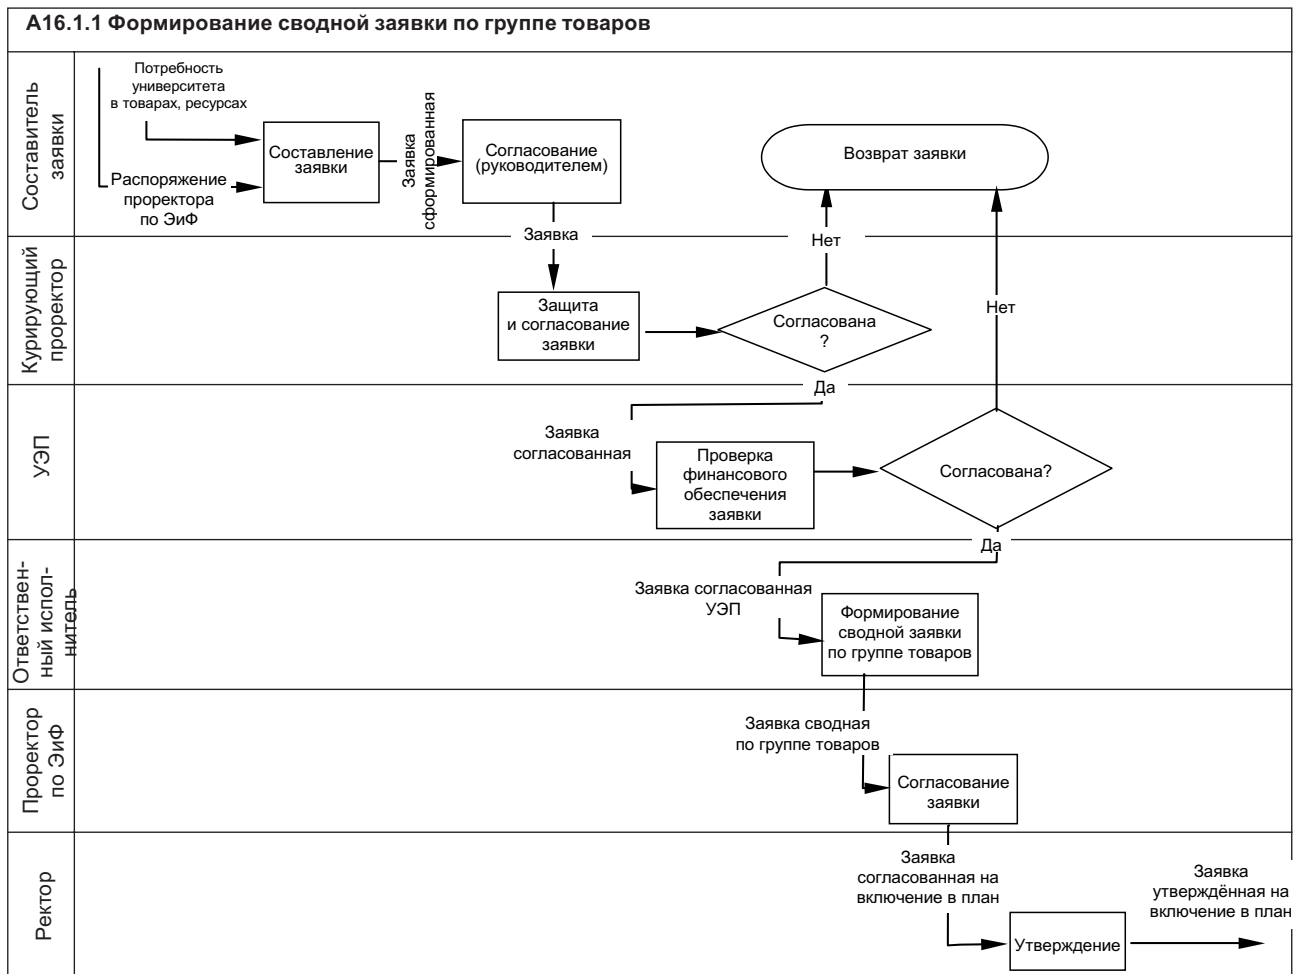 А16.1.1 Формирование сводной заявки по группе товаров
Составитель
заявки
Потребность
университета
в товарах, ресурсах
Распоряжение
проректора
по ЭиФ
Составление
заявки
Заявка
сформированная
Согласование
(руководителем)
Возврат заявки
Заявка
Нет
Курирующий
проректор
Защита
и согласование
заявки
Согласована
?
Нет
Да
УЭП
Заявка
согласованная
Проверка
финансового
обеспечения
заявки
Согласована?
Да
Ответствен-
ный испол-
нитель
Заявка согласованная
УЭП
Формирование
сводной заявки
по группе товаров
Проректор
по ЭиФ
Заявка сводная
по группе товаров
Согласование
заявки
Ректор
Заявка
согласованная на
включение в план
Утверждение
Заявка
утверждённая на
включение в план